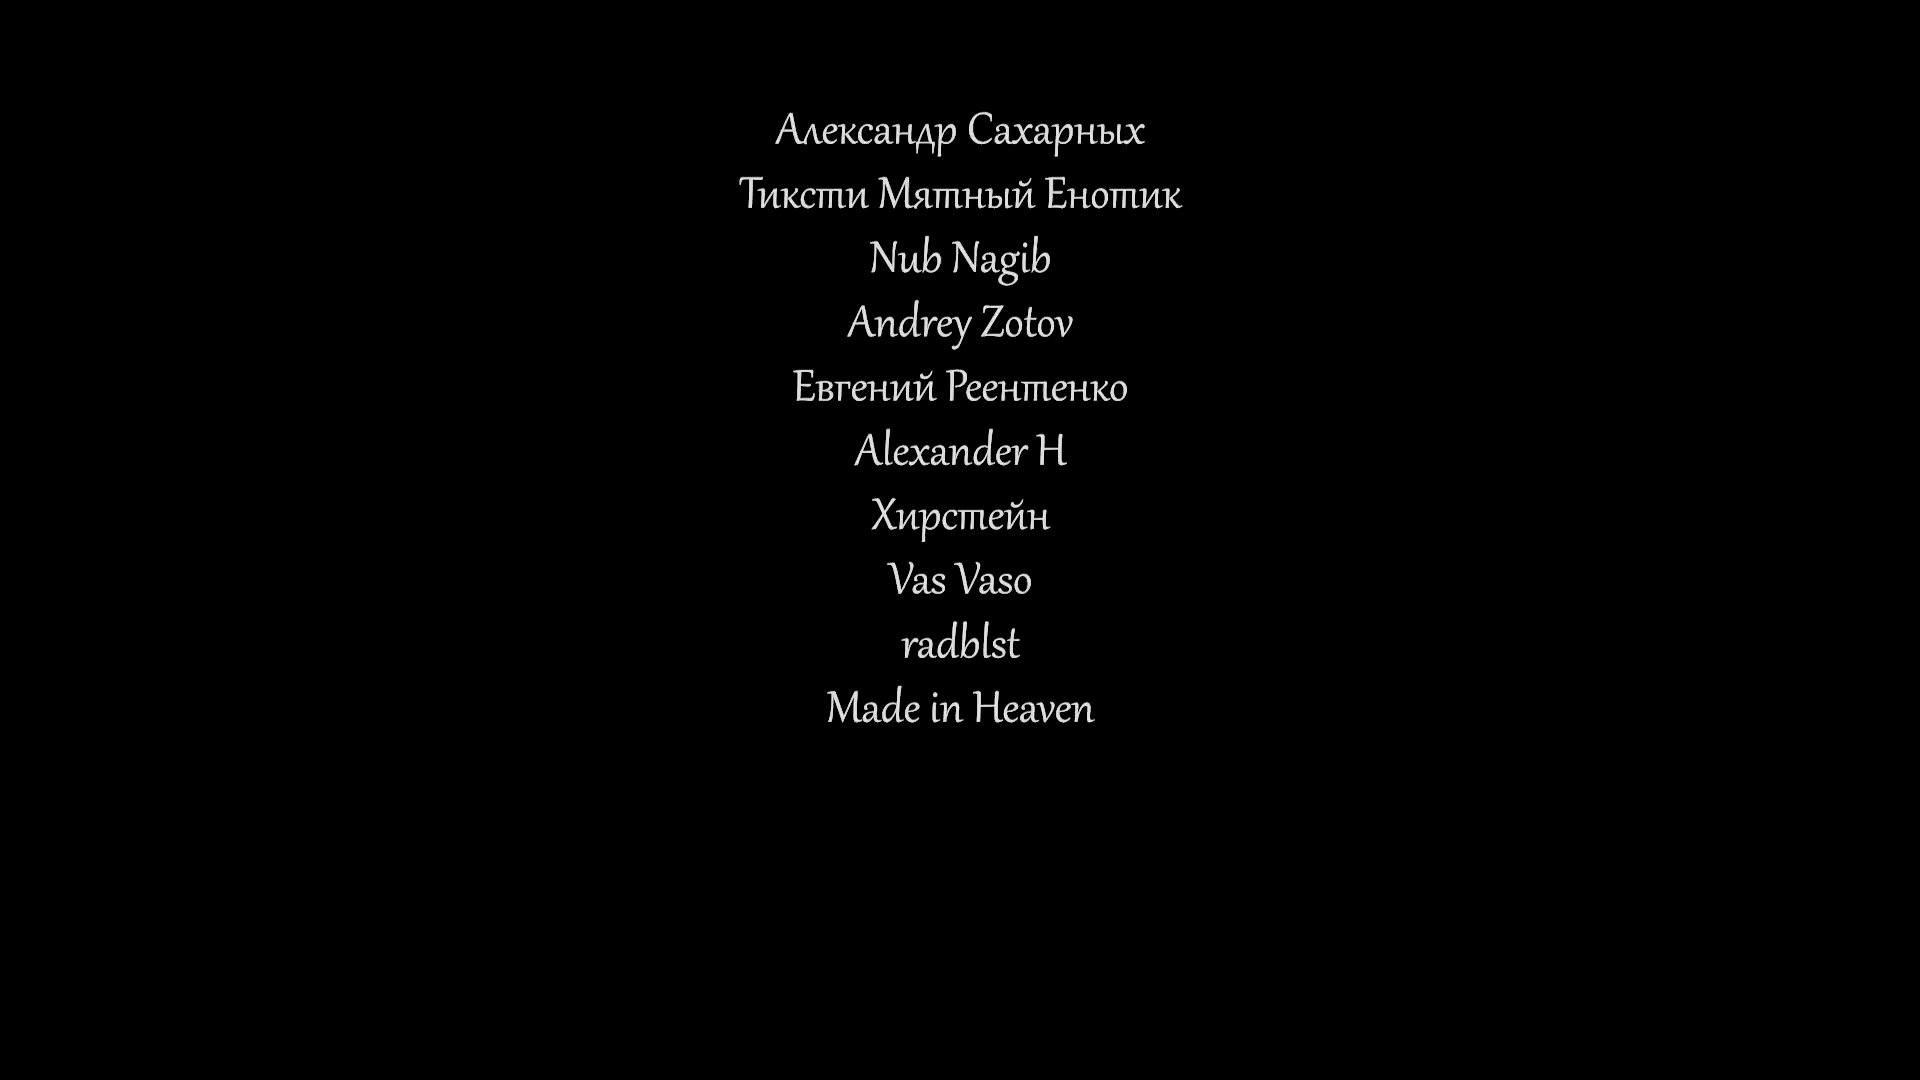 Александр Сахарных
Тиксти Мятный Енотик
Nub Nagib
Andrey Zotov
Евгений Реентенко
Alexander H
Хирстейн
Vas Vaso
radblst
Made in Heaven